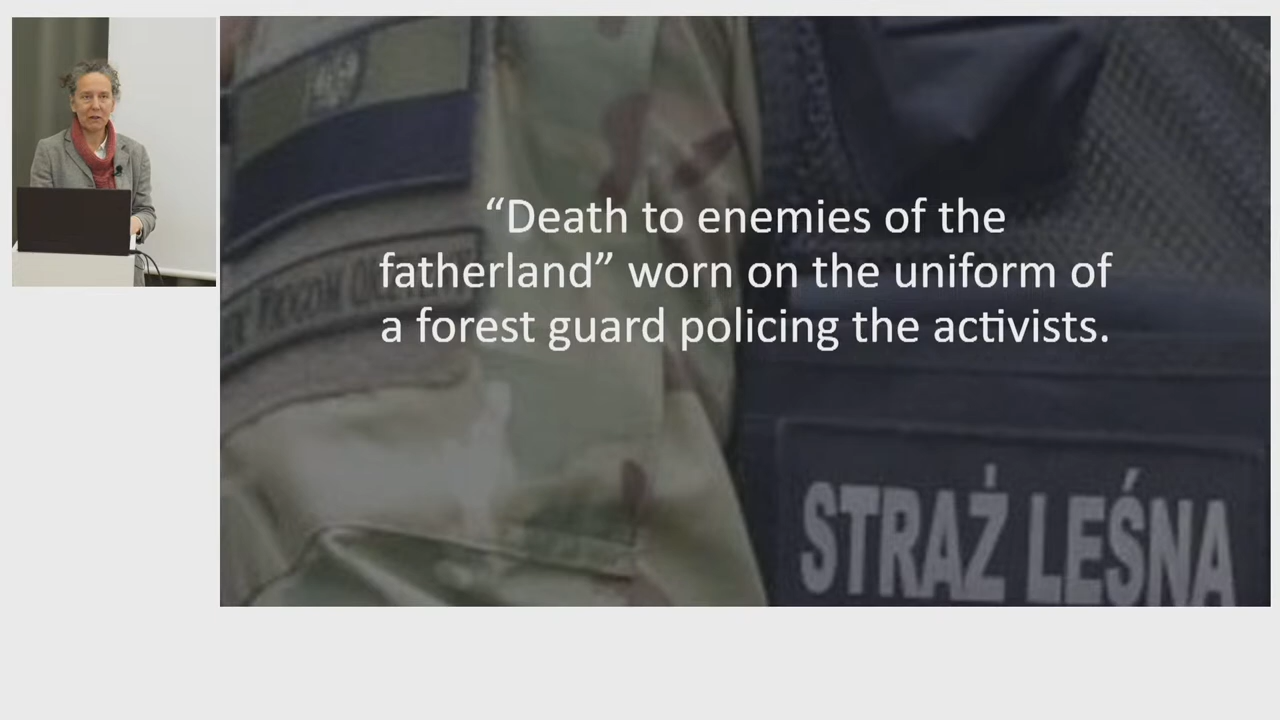 “Death to enemies of the
fatherland” worn on the uniform of
a forest guard policing the activists.
STRAŻ LEŚNA